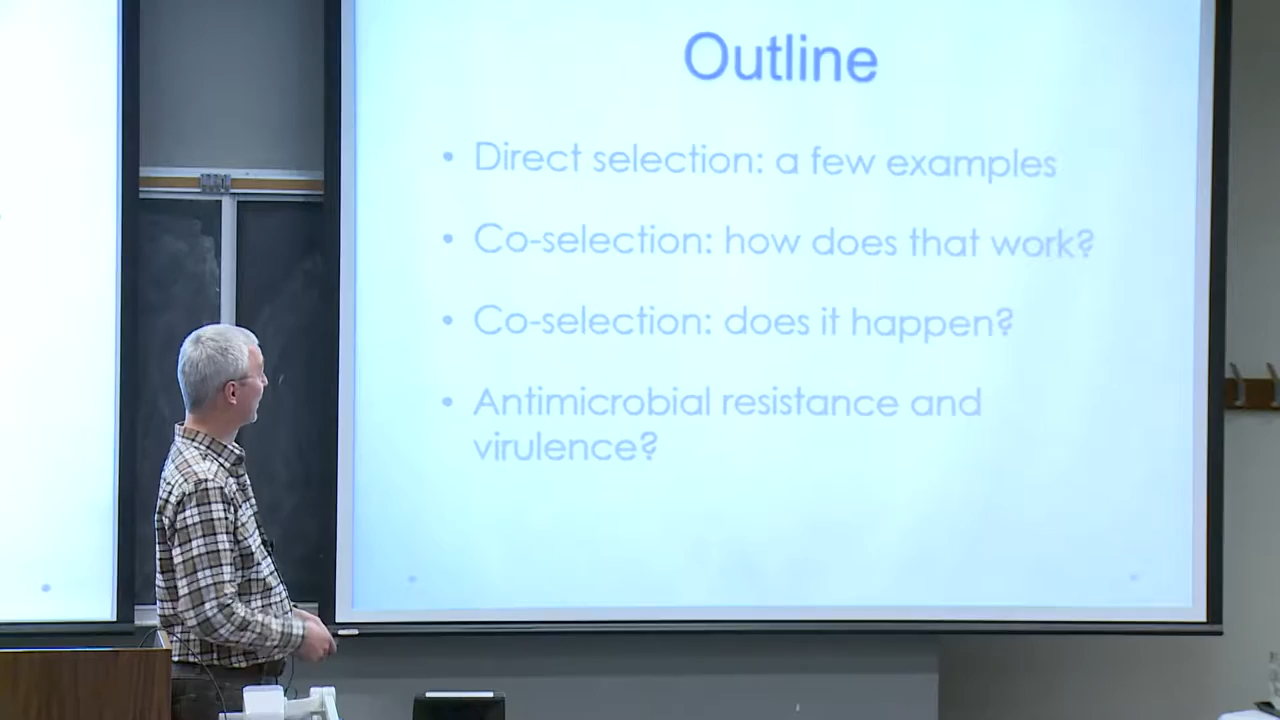 Outline
• Direct selection: a few examples
• Co-selection: how does that work?
• Co-selection: does it happen?
• Antimicrobial resistance and
virulence?